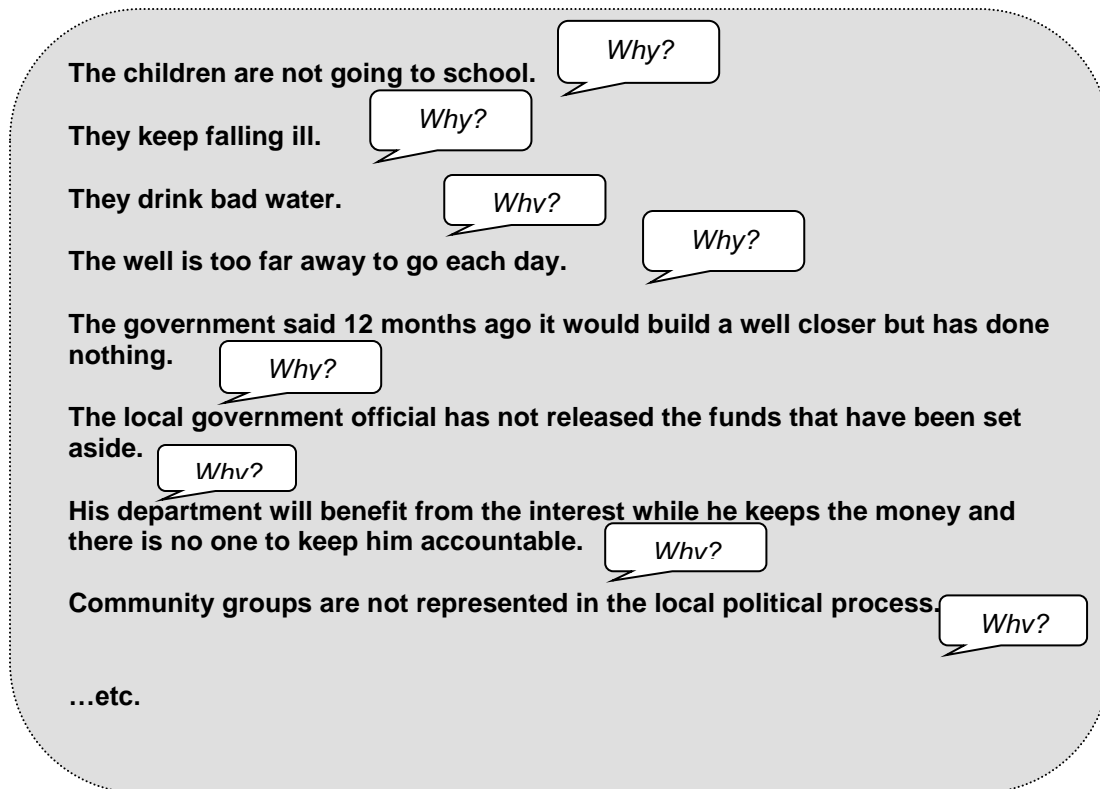 Why?
The children are not going to school.
Why?
They keep falling ill.
They drink bad water.
Why?
Why?
The well is too far away to go each day.
The government said 12 months ago it would build a well closer but has done
nothing.
Why?
The local government official has not released the funds that have been set
aside.
Why?
His department will benefit from the interest while he keeps the money and
there is no one to keep him accountable.
Why?
Community groups are not represented in the local political process.
Why?
…etc.